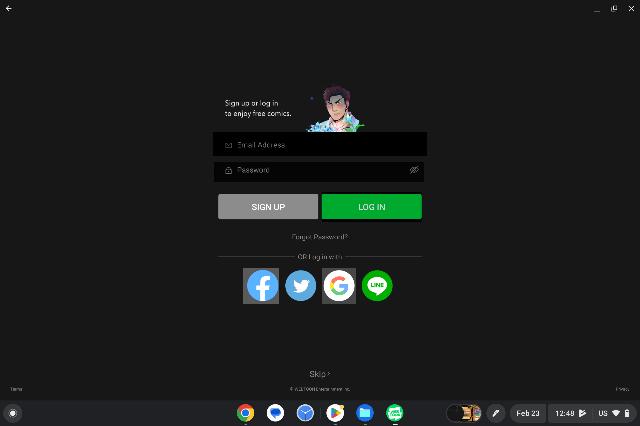 Sign up or log in
to enjoy free comics.
Email Address
Password
SIGN UP
LOG IN
Forgot Password?
OR Log in with
LINE
Skip >
Terms
© WEBTOON Entertainment Inc.
Privacy
Feb 23
12:48
US